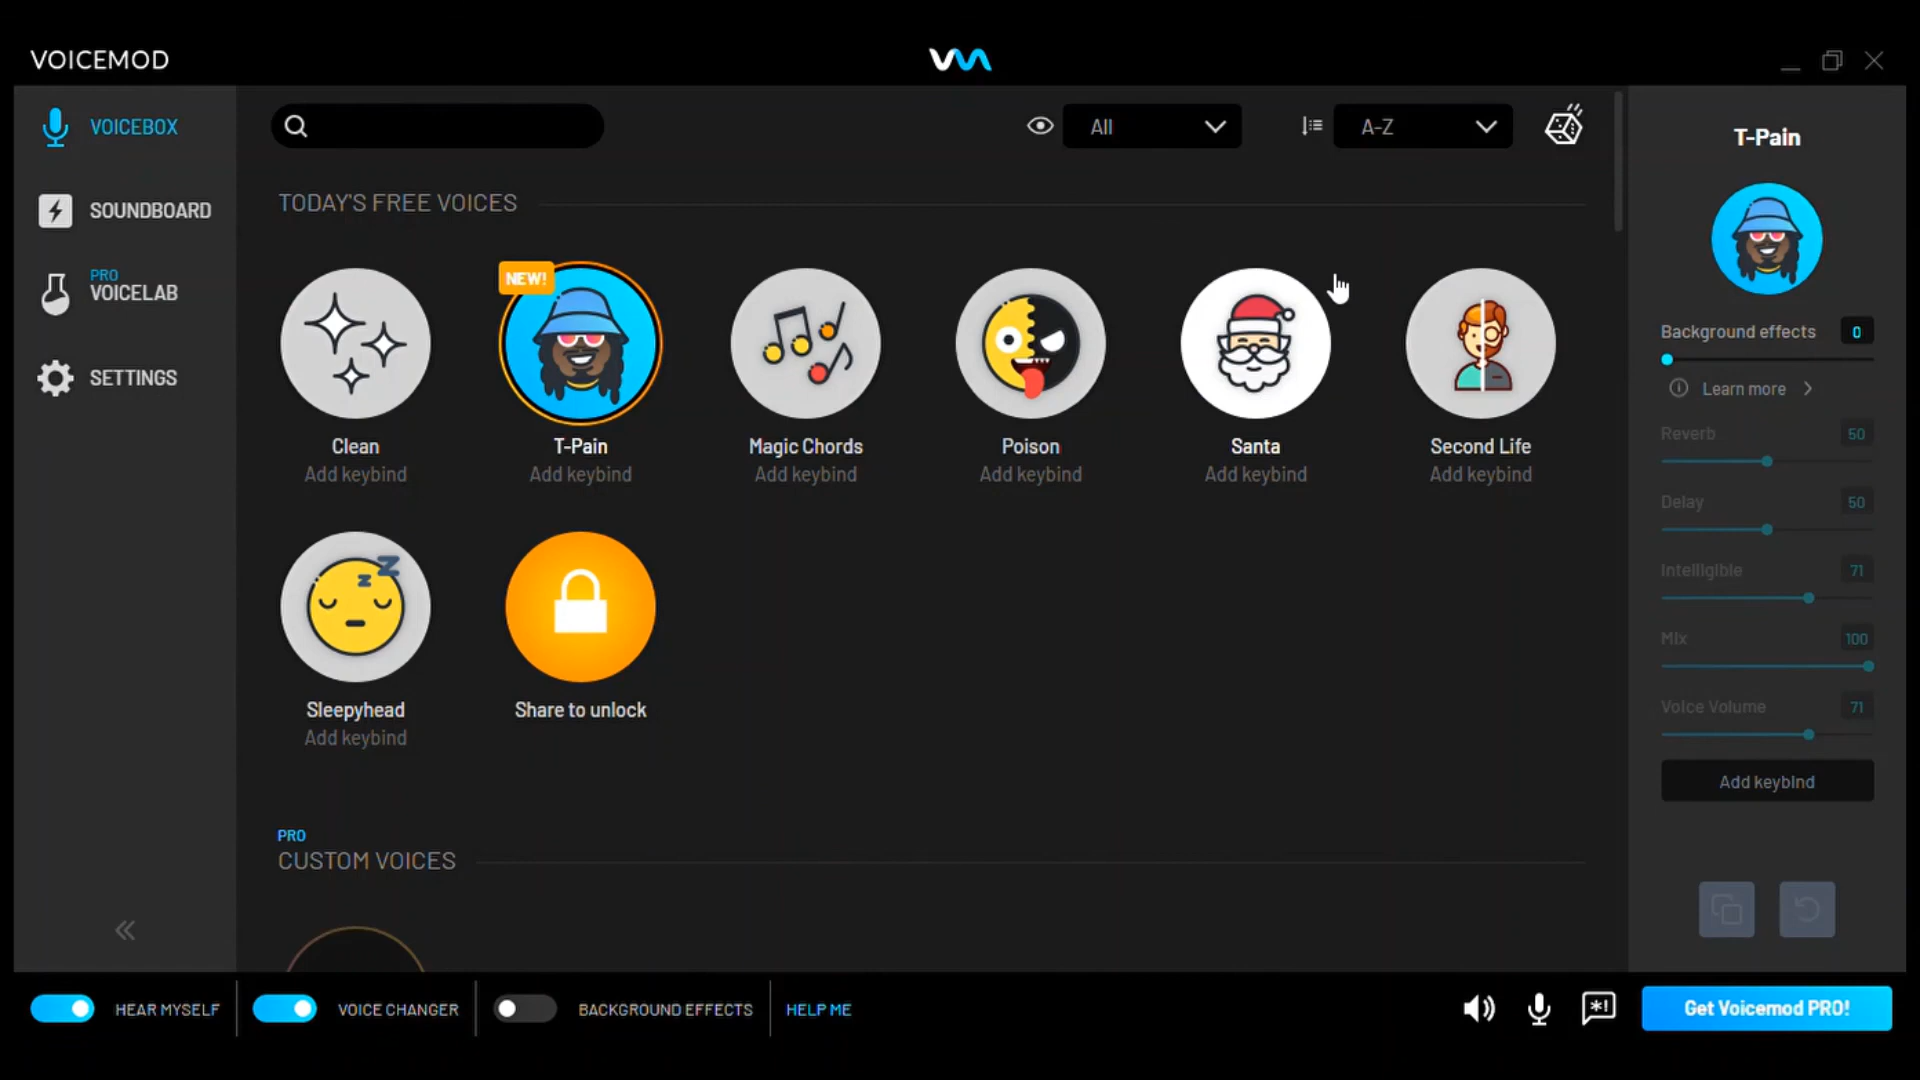 VOICEMOD
VM
VOICEBOX
SOUNDBOARD
PRO
VOICELAB
SETTINGS
All
A-Z
TODAY'S FREE VOICES
NEW!
Clean
Add keybind
T-Pain
Add keybind
Magic Chords
Add keybind
Poison
Add keybind
Santa
Add keybind
Second Life
Add keybind
Z
Z
Sleepyhead
Add keybind
Share to unlock
PRO
CUSTOM VOICES
T-Pain
Background effects 0
Learn more
Reverb 50
Delay 50
Intelligible 71
Mix 100
Voice Volume 71
Add keybind
HEAR MYSELF
VOICE CHANGER
BACKGROUND EFFECTS
HELP ME
*!
Get Voicemod PRO!